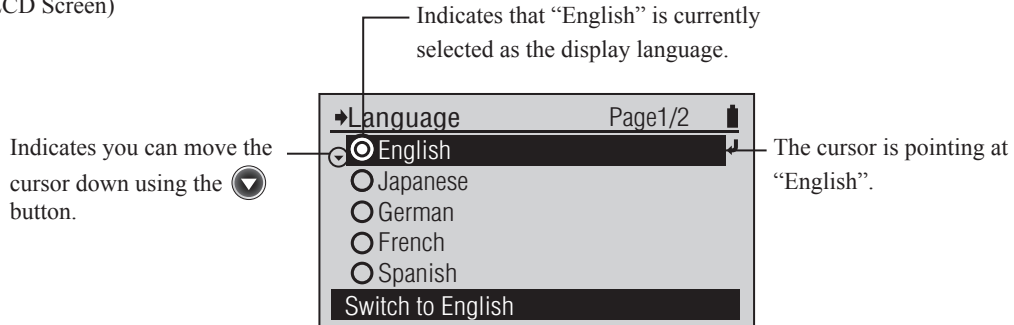 CD Screen)
Indicates that “English” is currently
selected as the display language.
Language Page1/2
Indicates you can move the
cursor down using the
button.
English
Japanese
German
French
Spanish
Switch to English
The cursor is pointing at
“English”.